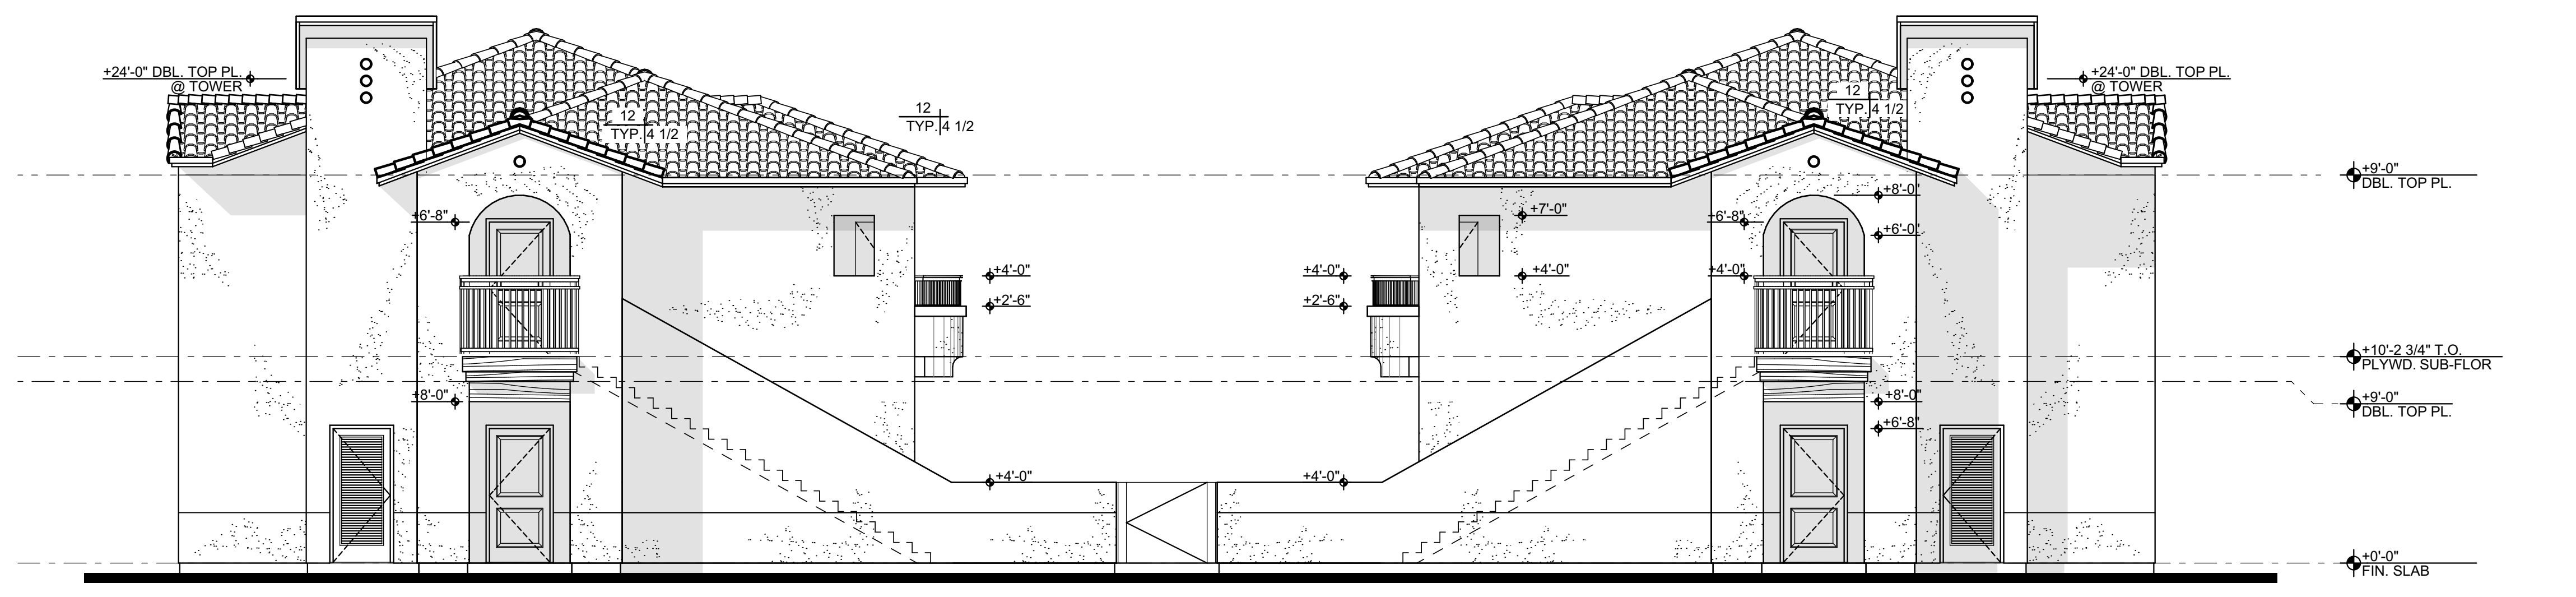 +24'-0" DBL. TOP PL.
@ TOWER
12
TYP. 4 1/2
12
TYP. 4 1/2
12
TYP. 4 1/2
+24'-0" DBL. TOP PL.
@ TOWER
+9'-0"
DBL. TOP PL.
+6'-8"
+7'-0"
+6'-8"
+8'-0"
+6'-0"
+4'-0"
+4'-0"
+4'-0"
+4'-0"
+2'-6"
+2'-6"
+10'-2 3/4" T.O.
PLYWD. SUB-FLOR
+8'-0"
+8'-0"
+9'-0"
DBL. TOP PL.
+6'-8"
+4'-0"
+4'-0"
+0'-0"
FIN. SLAB